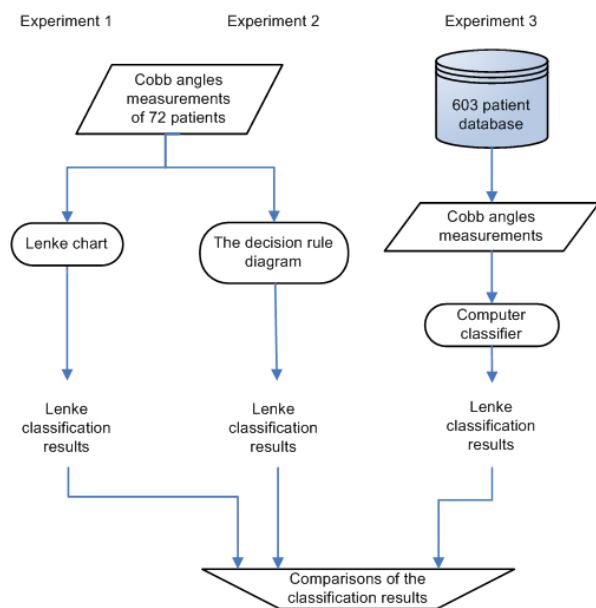 Experiment 1
Experiment 2
Experiment 3
Cobb angles
measurements
of 72 patients
603 patient
database
Lenke chart
The decision rule
diagram
Cobb angles
measurements
Computer
classifier
Lenke
classification
results
Lenke
classification
results
Lenke
classification
results
Comparisons of the
classification results